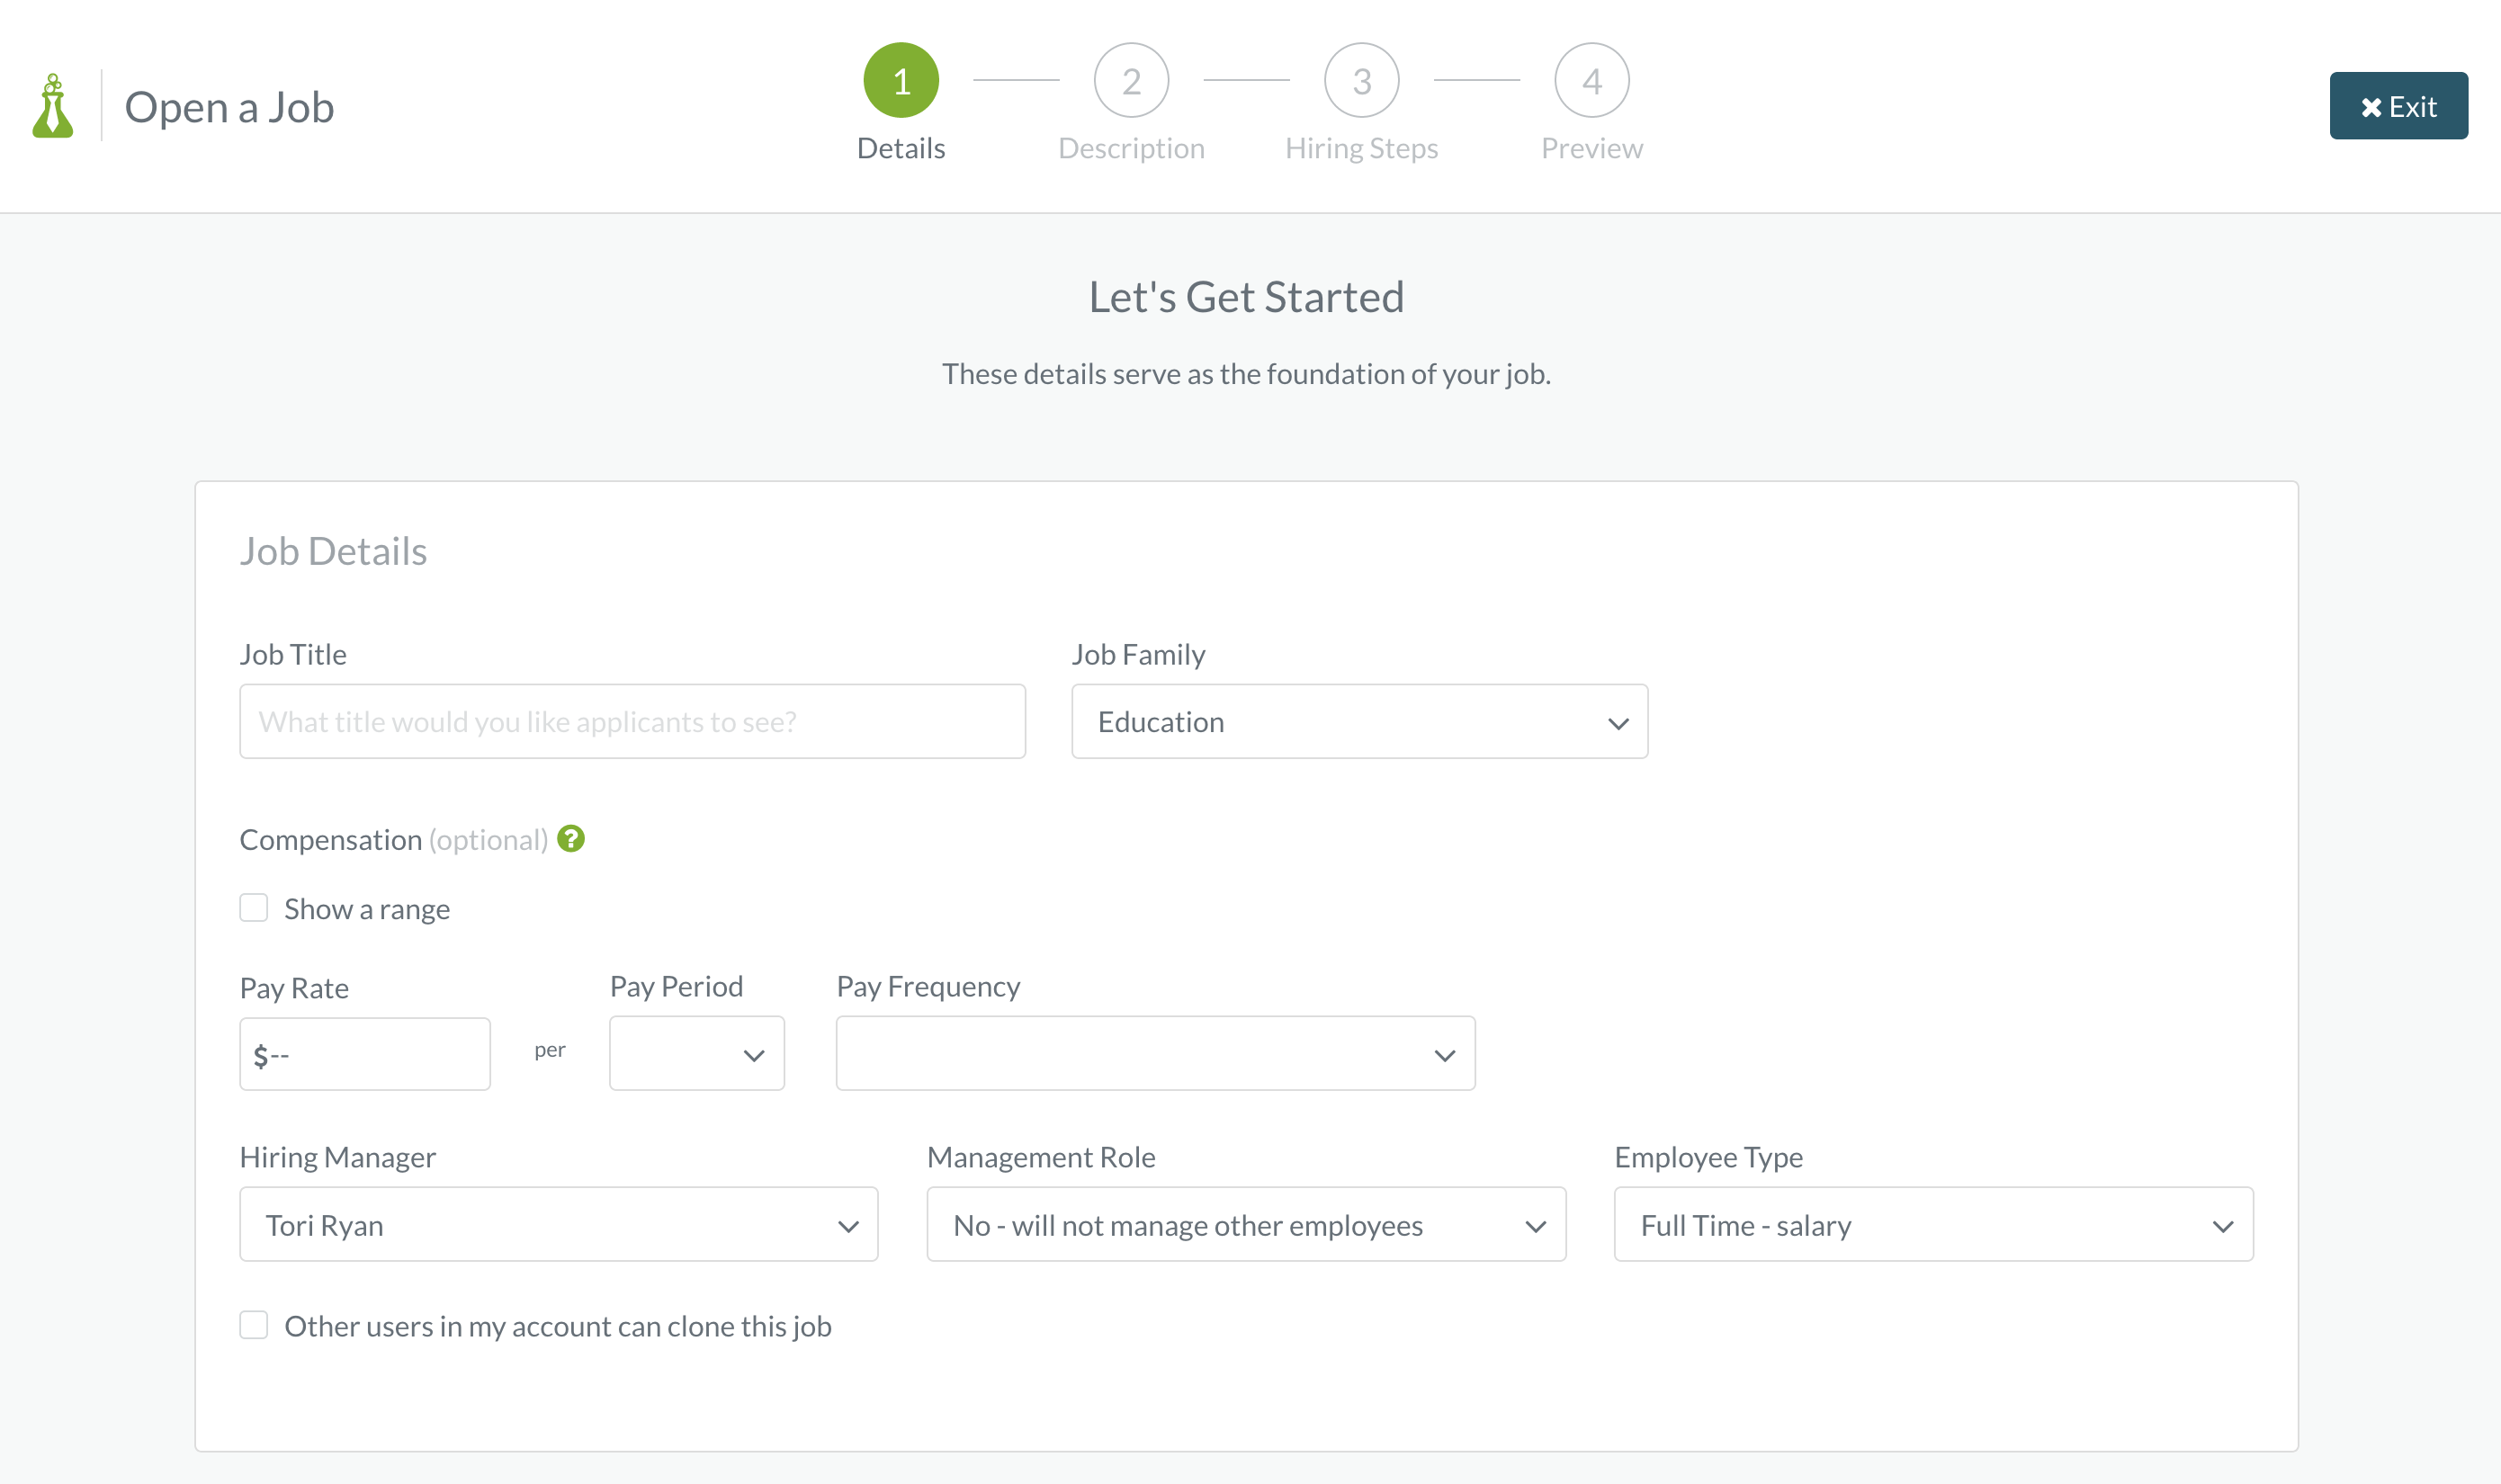 Open a Job
1
2
3
4
Details
Description
Hiring Steps
Preview
Exit
Let's Get Started
These details serve as the foundation of your job.
Job Details
Job Title
Job Family
What title would you like applicants to see?
Education
Compensation (optional) ?
Show a range
Pay Rate
Pay Period
Pay Frequency
$--
per
Hiring Manager
Management Role
Employee Type
Tori Ryan
No - will not manage other employees
Full Time - salary
Other users in my account can clone this job